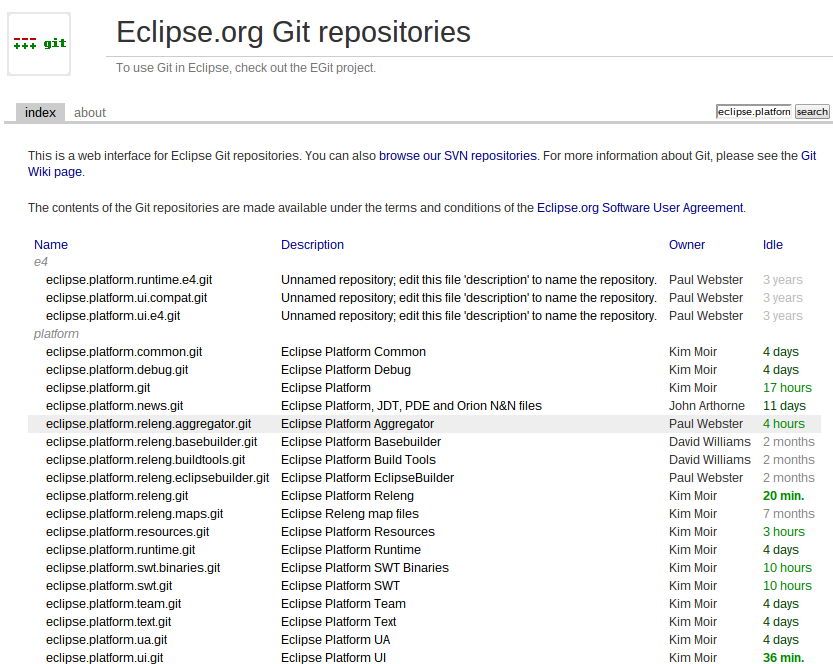 git
Eclipse.org Git repositories
To use Git in Eclipse, check out the EGit project.
index about eclipse.platforn search
This is a web interface for Eclipse Git repositories. You can also browse our SVN repositories. For more information about Git, please see the Git
Wiki page.
The contents of the Git repositories are made available under the terms and conditions of the Eclipse.org Software User Agreement.
Name Description Owner Idle
e4
eclipse.platform.runtime.e4.git Unnamed repository; edit this file 'description' to name the repository. Paul Webster 3 years
eclipse.platform.ui.compat.git Unnamed repository; edit this file 'description' to name the repository. Paul Webster 3 years
eclipse.platform.ui.e4.git Unnamed repository; edit this file 'description' to name the repository. Paul Webster 3 years
platform
eclipse.platform.common.git Eclipse Platform Common Kim Moir 4 days
eclipse.platform.debug.git Eclipse Platform Debug Kim Moir 4 days
eclipse.platform.git Eclipse Platform Kim Moir 17 hours
eclipse.platform.news.git Eclipse Platform, JDT, PDE and Orion N&N files John Arthorne 11 days
eclipse.platform.releng.aggregator.git Eclipse Platform Aggregator Paul Webster 4 hours
eclipse.platform.releng.basebuilder.git Eclipse Platform Basebuilder David Williams 2 months
eclipse.platform.releng.buildtools.git Eclipse Platform Build Tools David Williams 2 months
eclipse.platform.releng.eclipsebuilder.git Eclipse Platform EclipseBuilder Paul Webster 2 months
eclipse.platform.releng.git Eclipse Platform Releng Kim Moir 20 min.
eclipse.platform.releng.maps.git Eclipse Releng map files Kim Moir 7 months
eclipse.platform.resources.git Eclipse Platform Resources Kim Moir 3 hours
eclipse.platform.runtime.git Eclipse Platform Runtime Kim Moir 4 days
eclipse.platform.swt.binaries.git Eclipse Platform SWT Binaries Kim Moir 10 hours
eclipse.platform.swt.git Eclipse Platform SWT Kim Moir 10 hours
eclipse.platform.team.git Eclipse Platform Team Kim Moir 4 days
eclipse.platform.text.git Eclipse Platform Text Kim Moir 4 days
eclipse.platform.ua.git Eclipse Platform UA Kim Moir 4 days
eclipse.platform.ui.git Eclipse Platform UI Kim Moir 36 min.